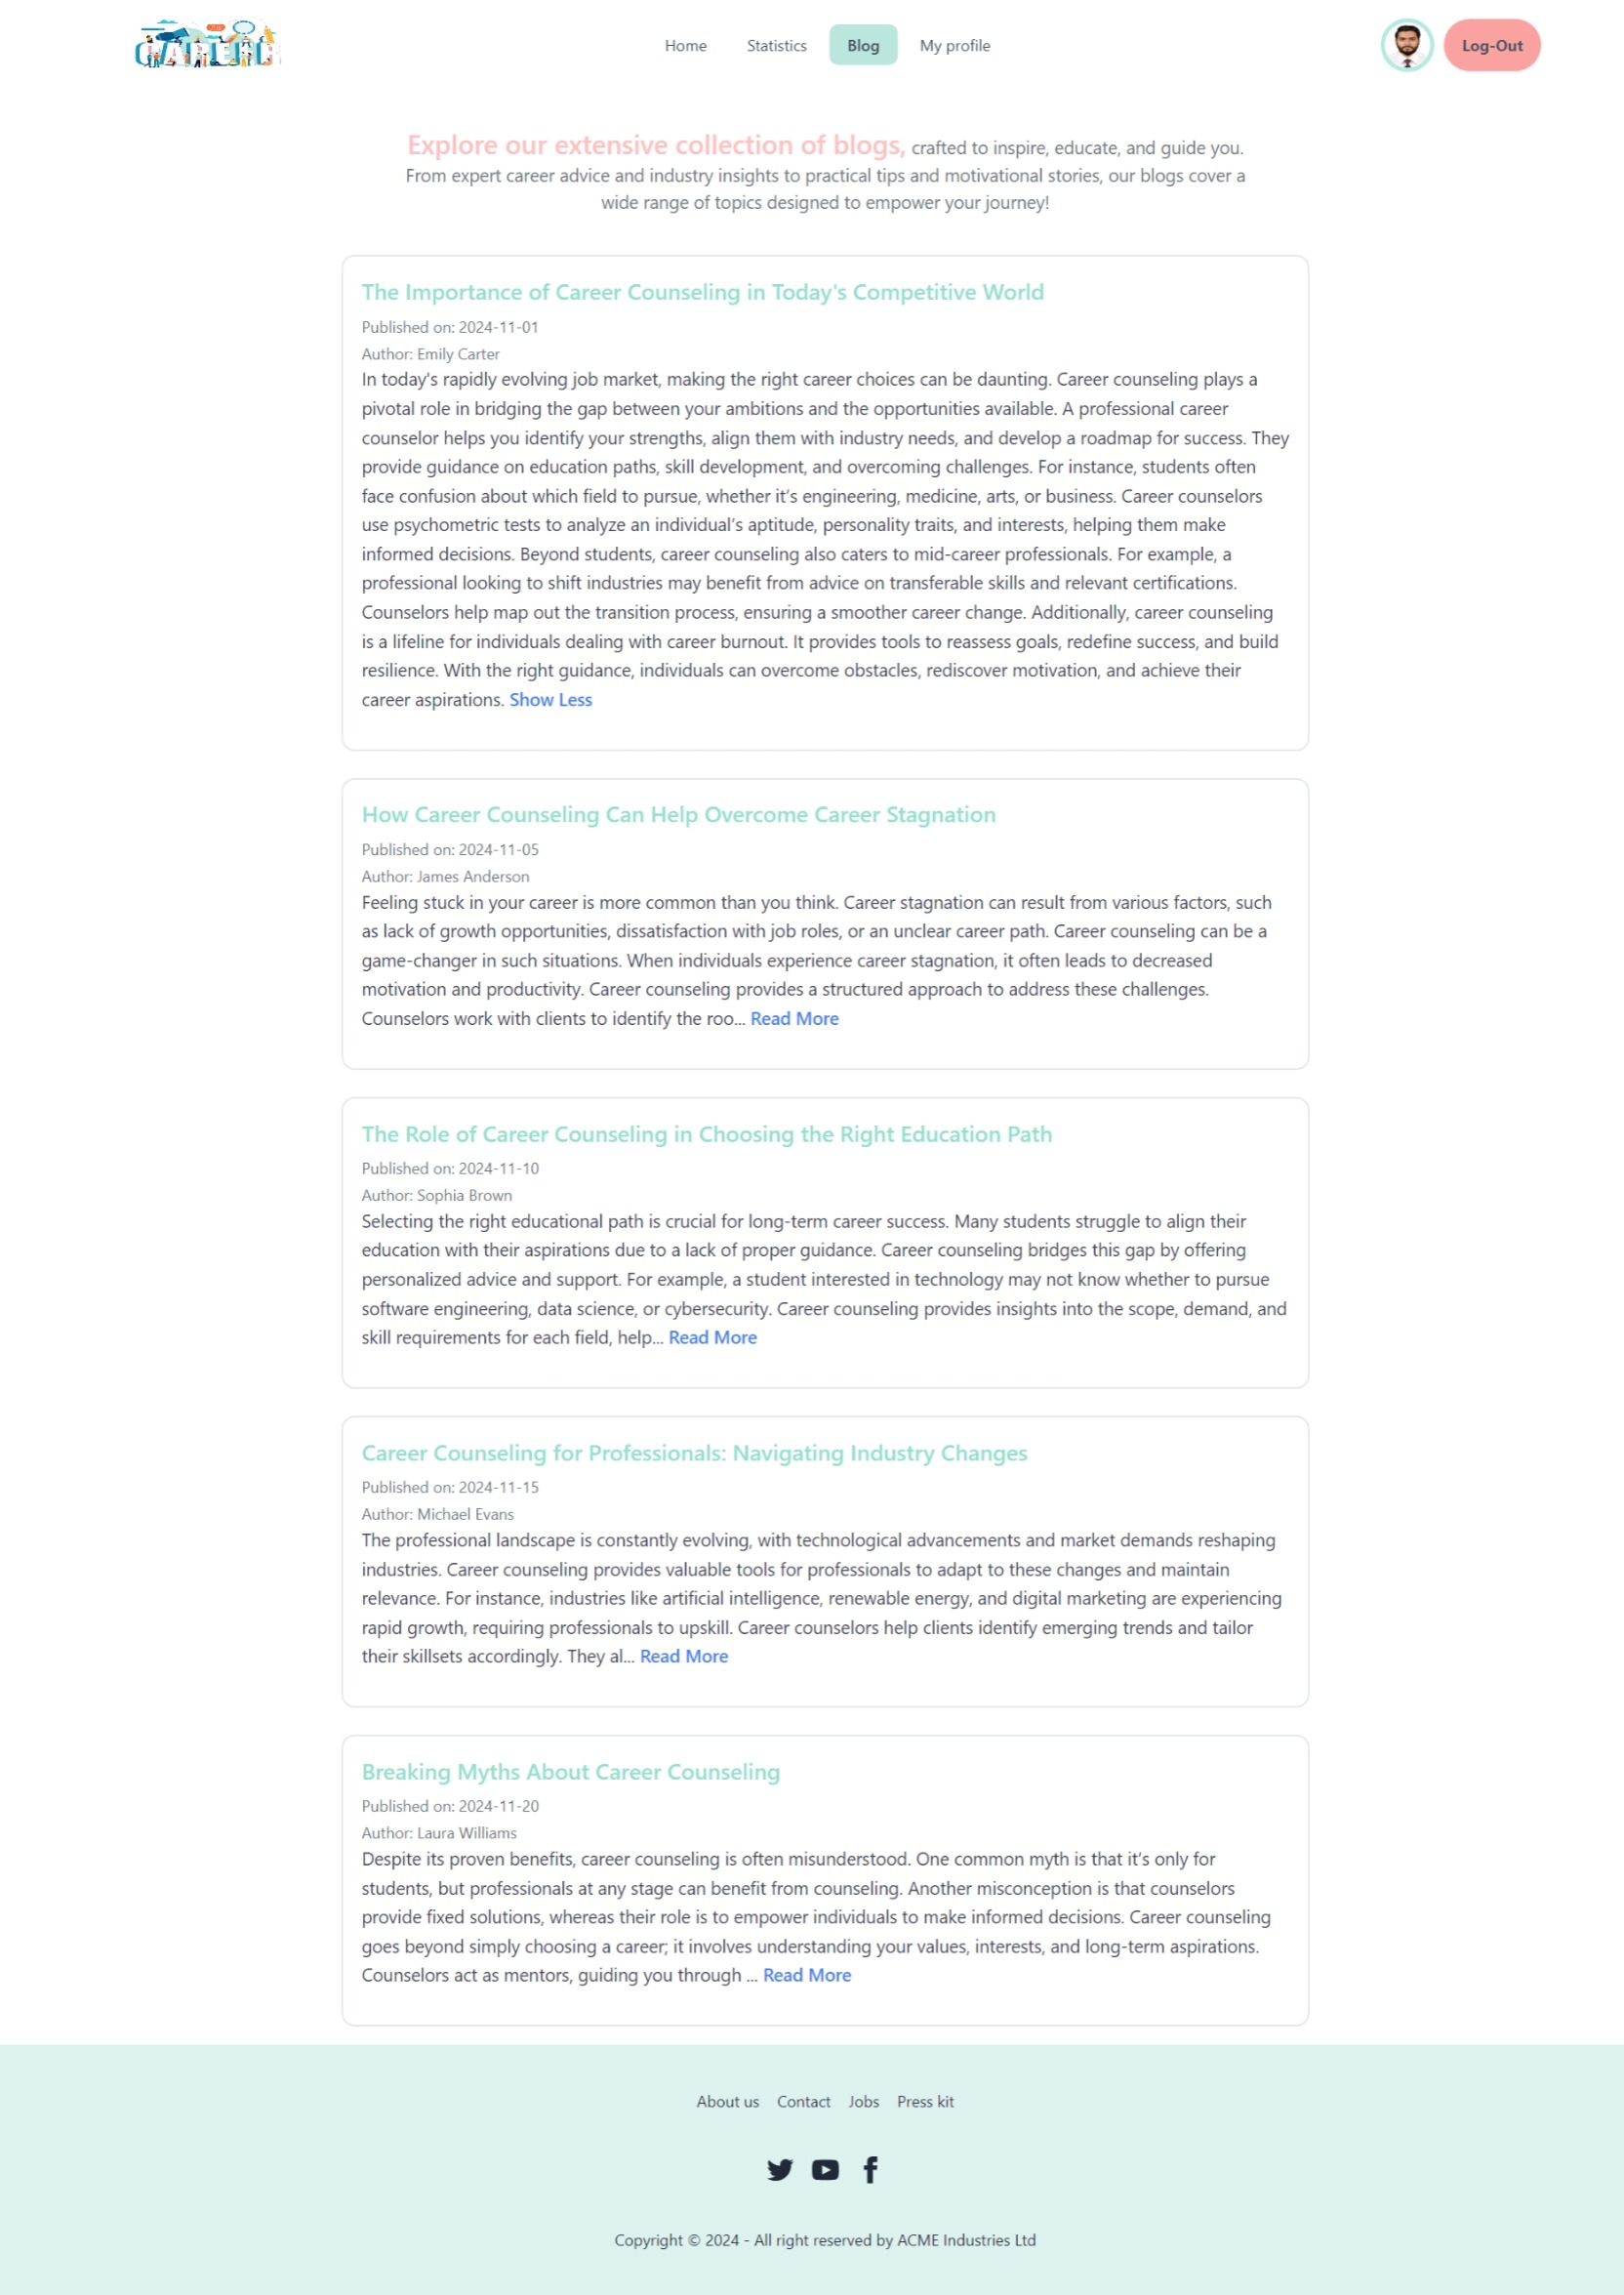 CAREER
Home
Statistics
Blog
My profile
Log-Out
Explore our extensive collection of blogs, crafted to inspire, educate, and guide you.
From expert career advice and industry insights to practical tips and motivational stories, our blogs cover a
wide range of topics designed to empower your journey!
The Importance of Career Counseling in Today's Competitive World
Published on: 2024-11-01
Author: Emily Carter
In today's rapidly evolving job market, making the right career choices can be daunting. Career counseling plays a
pivotal role in bridging the gap between your ambitions and the opportunities available. A professional career
counselor helps you identify your strengths, align them with industry needs, and develop a roadmap for success. They
provide guidance on education paths, skill development, and overcoming challenges. For instance, students often
face confusion about which field to pursue, whether it’s engineering, medicine, arts, or business. Career counselors
use psychometric tests to analyze an individual’s aptitude, personality traits, and interests, helping them make
informed decisions. Beyond students, career counseling also caters to mid-career professionals. For example, a
professional looking to shift industries may benefit from advice on transferable skills and relevant certifications.
Counselors help map out the transition process, ensuring a smoother career change. Additionally, career counseling
is a lifeline for individuals dealing with career burnout. It provides tools to reassess goals, redefine success, and build
resilience. With the right guidance, individuals can overcome obstacles, rediscover motivation, and achieve their
career aspirations. Show Less
How Career Counseling Can Help Overcome Career Stagnation
Published on: 2024-11-05
Author: James Anderson
Feeling stuck in your career is more common than you think. Career stagnation can result from various factors, such
as lack of growth opportunities, dissatisfaction with job roles, or an unclear career path. Career counseling can be a
game-changer in such situations. When individuals experience career stagnation, it often leads to decreased
motivation and productivity. Career counseling provides a structured approach to address these challenges.
Counselors work with clients to identify the roo... Read More
The Role of Career Counseling in Choosing the Right Education Path
Published on: 2024-11-10
Author: Sophia Brown
Selecting the right educational path is crucial for long-term career success. Many students struggle to align their
education with their aspirations due to a lack of proper guidance. Career counseling bridges this gap by offering
personalized advice and support. For example, a student interested in technology may not know whether to pursue
software engineering, data science, or cybersecurity. Career counseling provides insights into the scope, demand, and
skill requirements for each field, help... Read More
Career Counseling for Professionals: Navigating Industry Changes
Published on: 2024-11-15
Author: Michael Evans
The professional landscape is constantly evolving, with technological advancements and market demands reshaping
industries. Career counseling provides valuable tools for professionals to adapt to these changes and maintain
relevance. For instance, industries like artificial intelligence, renewable energy, and digital marketing are experiencing
rapid growth, requiring professionals to upskill. Career counselors help clients identify emerging trends and tailor
their skillsets accordingly. They al... Read More
Breaking Myths About Career Counseling
Published on: 2024-11-20
Author: Laura Williams
Despite its proven benefits, career counseling is often misunderstood. One common myth is that it’s only for
students, but professionals at any stage can benefit from counseling. Another misconception is that counselors
provide fixed solutions, whereas their role is to empower individuals to make informed decisions. Career counseling
goes beyond simply choosing a career; it involves understanding your values, interests, and long-term aspirations.
Counselors act as mentors, guiding you through ... Read More
About us
Contact
Jobs
Press kit
Copyright © 2024 - All right reserved by ACME Industries Ltd